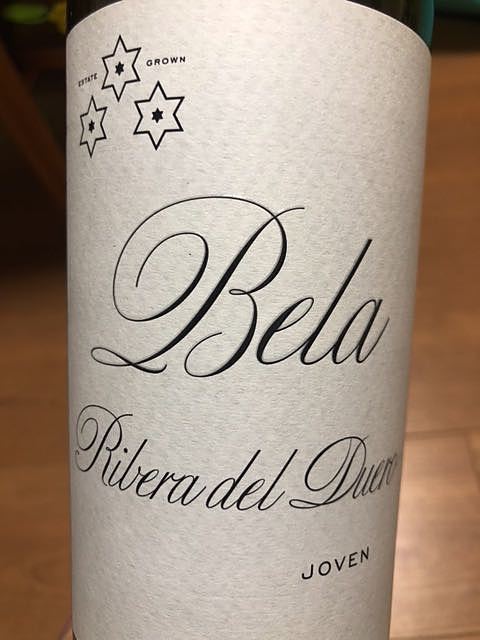 ESTATE GROWN
Bela
Ribera del Duero
JOVEN